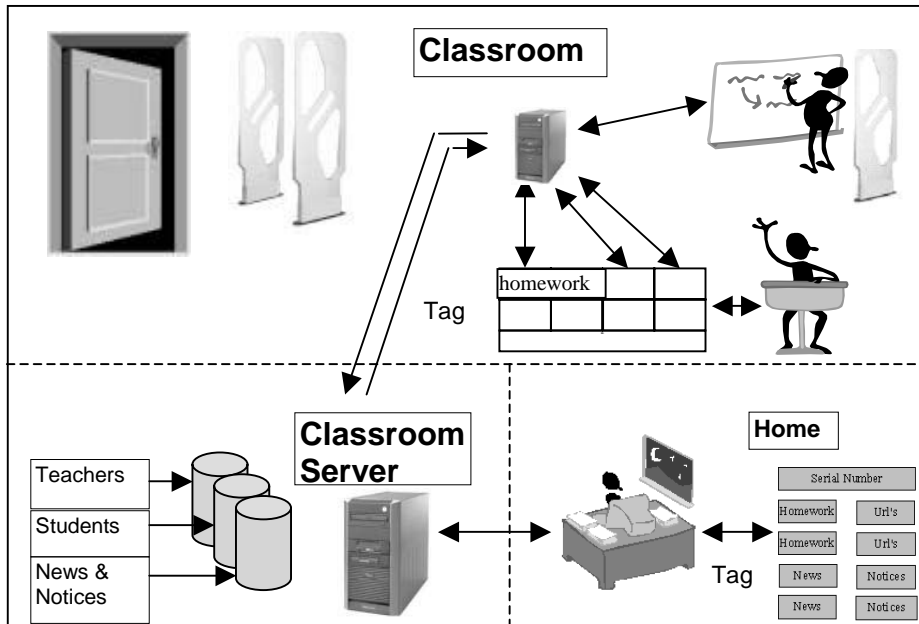 Classroom
homework
Tag
Classroom
Server
Teachers
Students
News &
Notices
Home
Serial Number
Homework
Url's
Homework
Url's
News
Notices
News
Notices
Tag